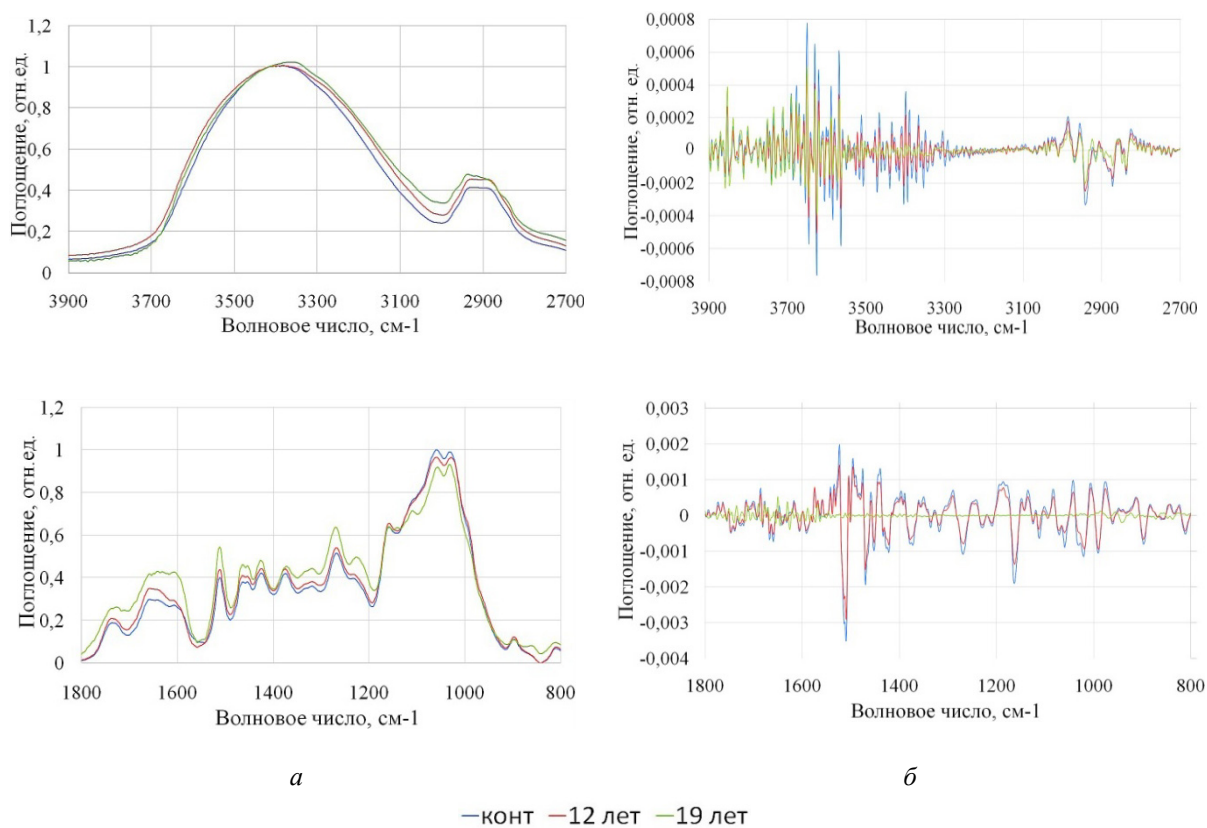 1,2
1
0,8
0,6
0,4
0,2
0
3900 3700 3500 3300 3100 2900 2700
Поглощение, отн.ед.
Волновое число, см-1
0,0008
0,0006
0,0004
0,0002
0
-0,0002
-0,0004
-0,0006
-0,0008
3900 3700 3500 3300 3100 2900 2700
Поглощение, отн. ед.
Волновое число, см-1
1,2
1
0,8
0,6
0,4
0,2
0
1800 1600 1400 1200 1000 800
Поглощение, отн.ед.
Волновое число, см-1
0,003
0,002
0,001
0
-0,001
-0,002
-0,003
-0,004
1800 1600 1400 1200 1000 800
Поглощение, отн. ед.
Волновое число, см-1
а б
конт 12 лет 19 лет